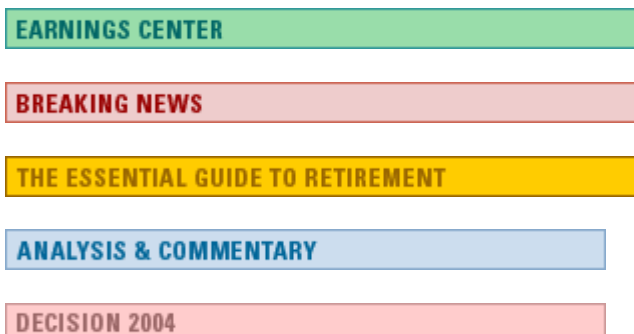 EARNINGS CENTER
BREAKING NEWS
THE ESSENTIAL GUIDE TO RETIREMENT
ANALYSIS & COMMENTARY
DECISION 2004